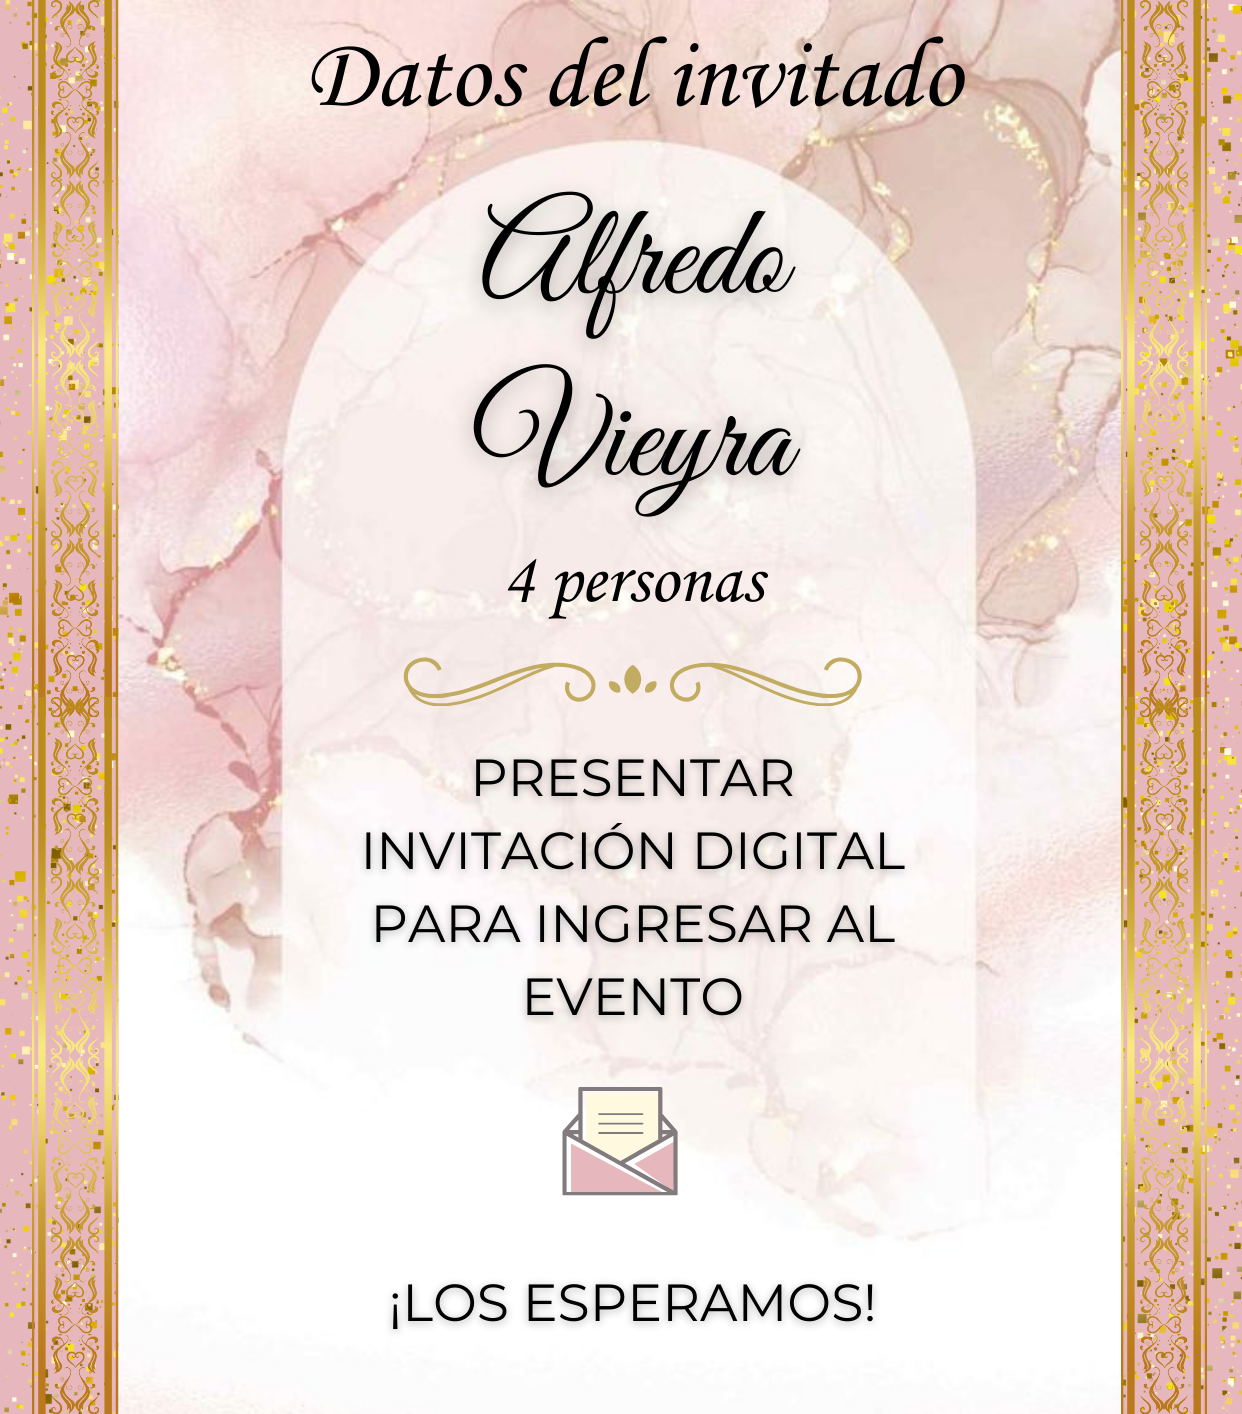 Datos del invitado
Alfredo
Vieyra
4 personas
PRESENTAR
INVITACIÓN DIGITAL
PARA INGRESAR AL
EVENTO
¡LOS ESPERAMOS!